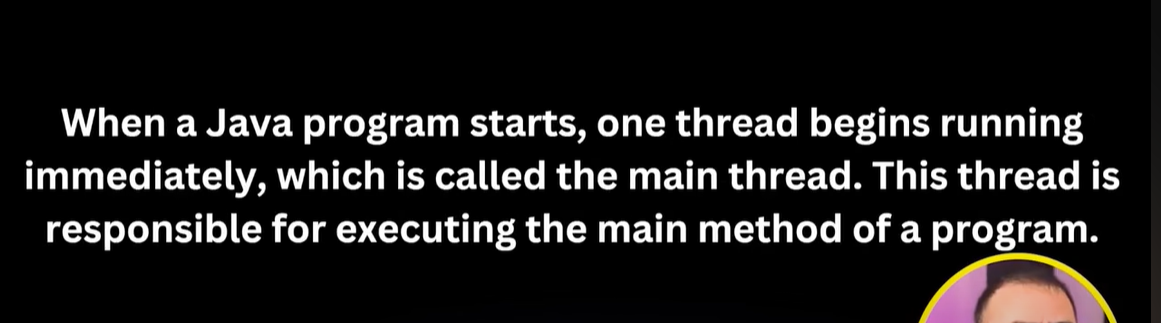 When a Java program starts, one thread begins running
immediately, which is called the main thread. This thread is
responsible for executing the main method of a program.